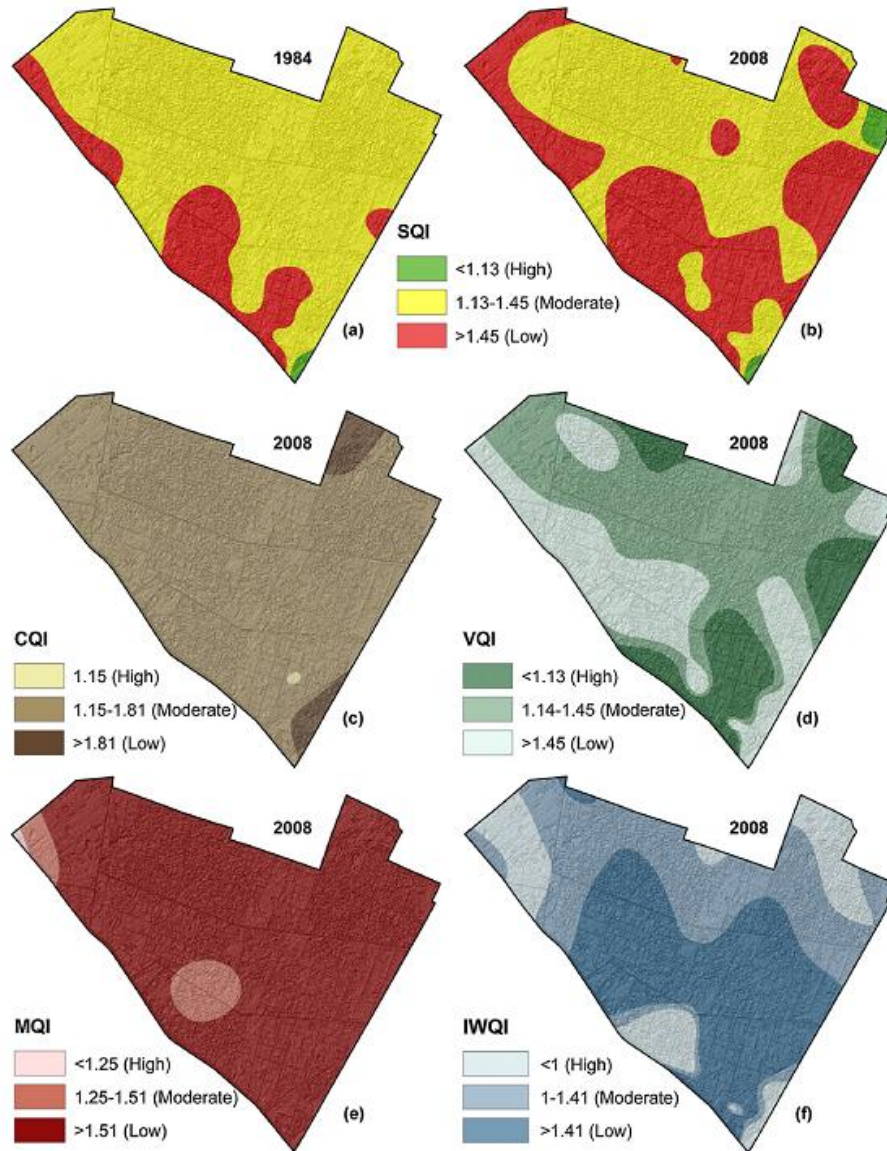 1984
2008
SQI
<1.13 (High)
1.13-1.45 (Moderate)
>1.45 (Low)
(a)
(b)
2008
2008
CQI
1.15 (High)
1.15-1.81 (Moderate)
>1.81 (Low)
(c)
VQI
<1.13 (High)
1.14-1.45 (Moderate)
>1.45 (Low)
(d)
2008
2008
MQI
<1.25 (High)
1.25-1.51 (Moderate)
>1.51 (Low)
(e)
IWQI
<1 (High)
1-1.41 (Moderate)
>1.41 (Low)
(f)